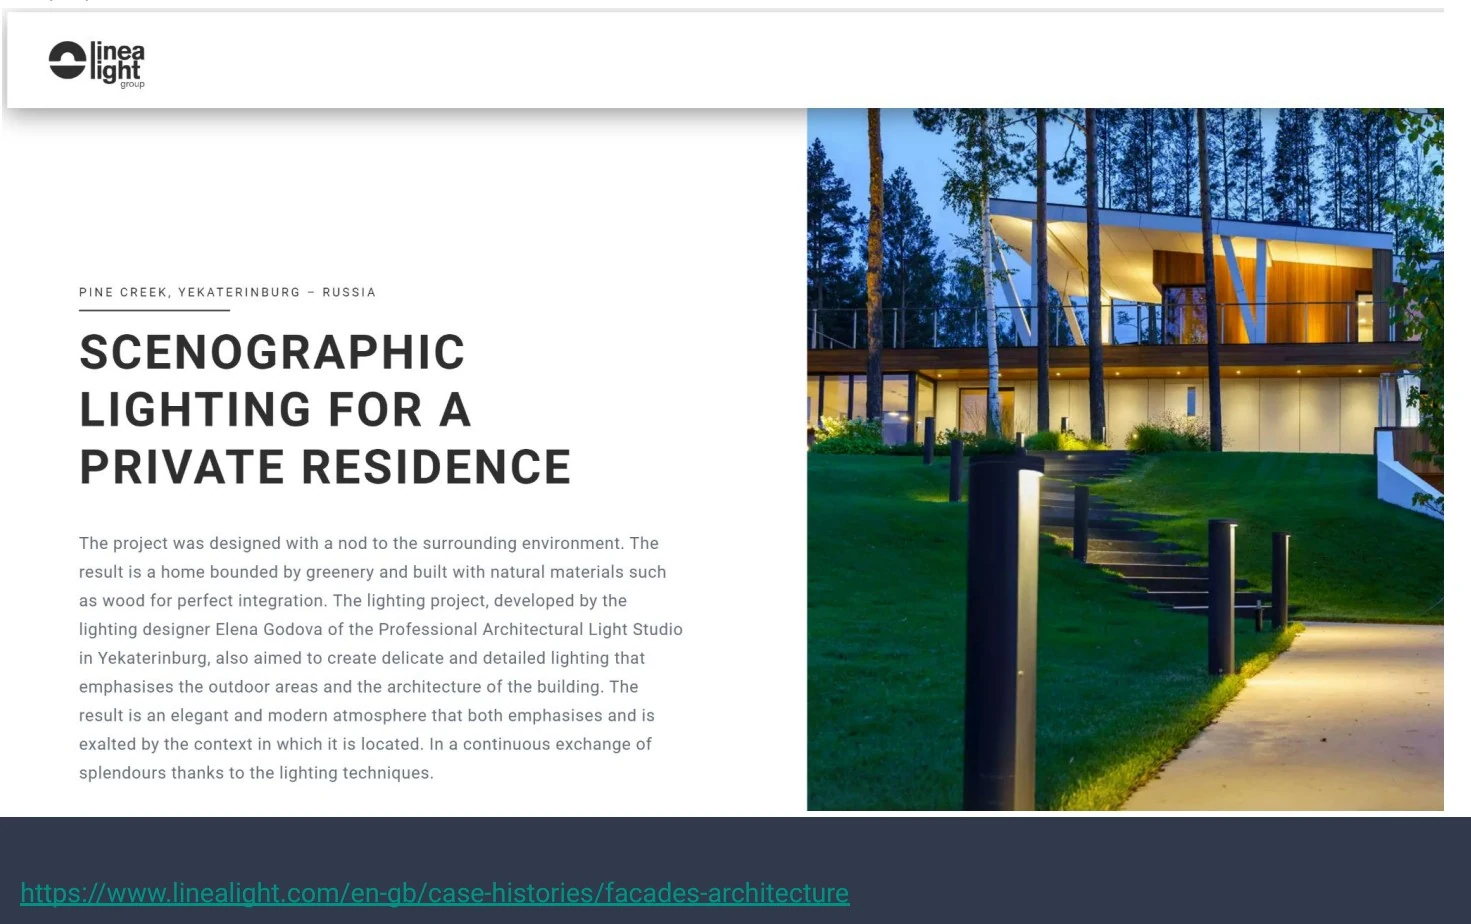 linea
light
group
PINE CREEK, YEKATERINBURG – RUSSIA
SCENOGRAPHIC
LIGHTING FOR A
PRIVATE RESIDENCE
The project was designed with a nod to the surrounding environment. The
result is a home bounded by greenery and built with natural materials such
as wood for perfect integration. The lighting project, developed by the
lighting designer Elena Godova of the Professional Architectural Light Studio
in Yekaterinburg, also aimed to create delicate and detailed lighting that
emphasises the outdoor areas and the architecture of the building. The
result is an elegant and modern atmosphere that both emphasises and is
exalted by the context in which it is located. In a continuous exchange of
splendours thanks to the lighting techniques.
https://www.linealight.com/en-gb/case-histories/facades-architecture